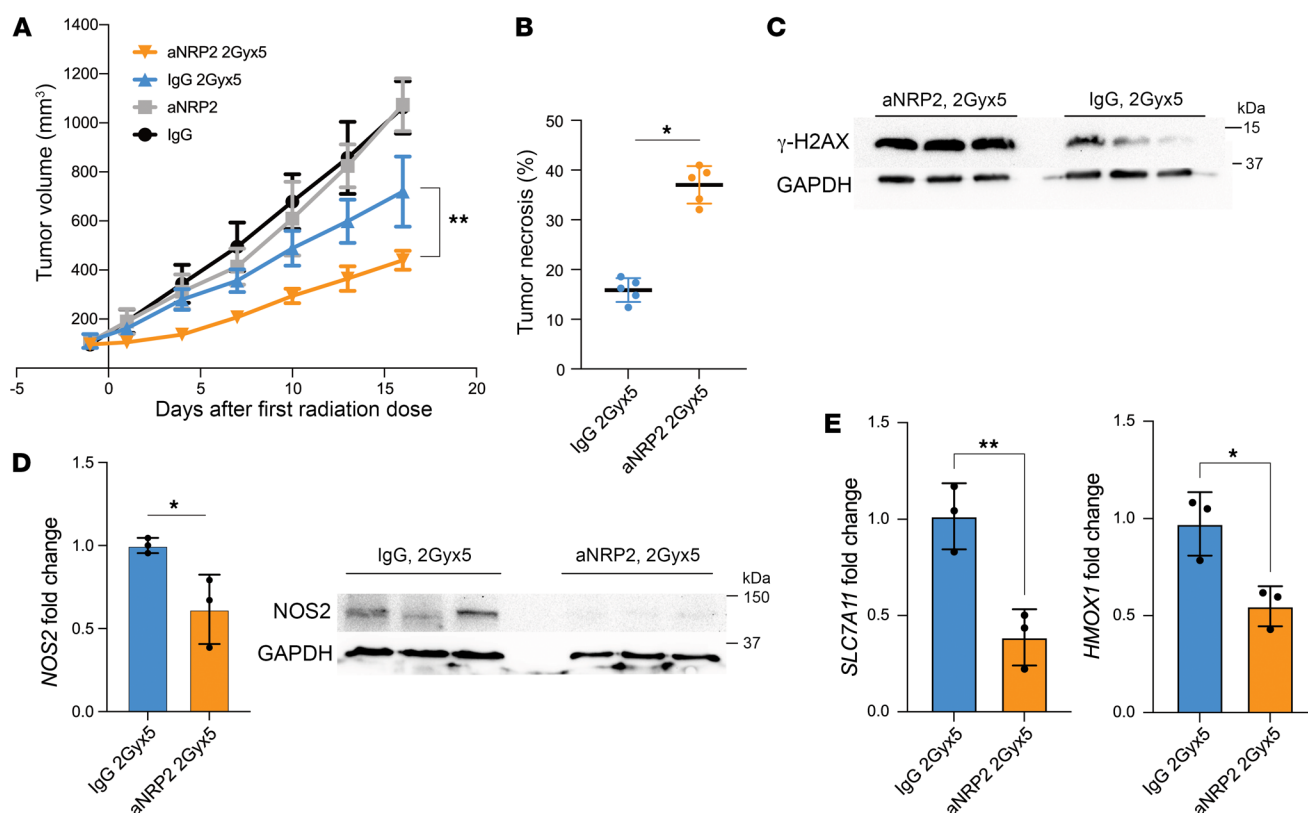 A
Tumor volume (mm³)
1400
1200
1000
800
600
400
200
-5
0
5
10
15
20
Days after first radiation dose
aNRP2 2Gyx5
IgG 2Gyx5
aNRP2
IgG
**
B
Tumor necrosis (%)
50
40
30
20
10
0
*
IgG 2Gyx5
aNRP2 2Gyx5
C
aNRP2, 2Gyx5
IgG, 2Gyx5
kDa
γ-H2AX
15
37
GAPDH
D
NOS2 fold change
1.5
1.0
0.5
0.0
*
IgG 2Gyx5
aNRP2 2Gyx5
IgG, 2Gyx5
aNRP2, 2Gyx5
kDa
150
NOS2
37
GAPDH
E
SLC7A11 fold change
1.5
1.0
0.5
0.0
**
IgG 2Gyx5
aNRP2 2Gyx5
HMOX1 fold change
1.5
1.0
0.5
0.0
*
IgG 2Gyx5
aNRP2 2Gyx5